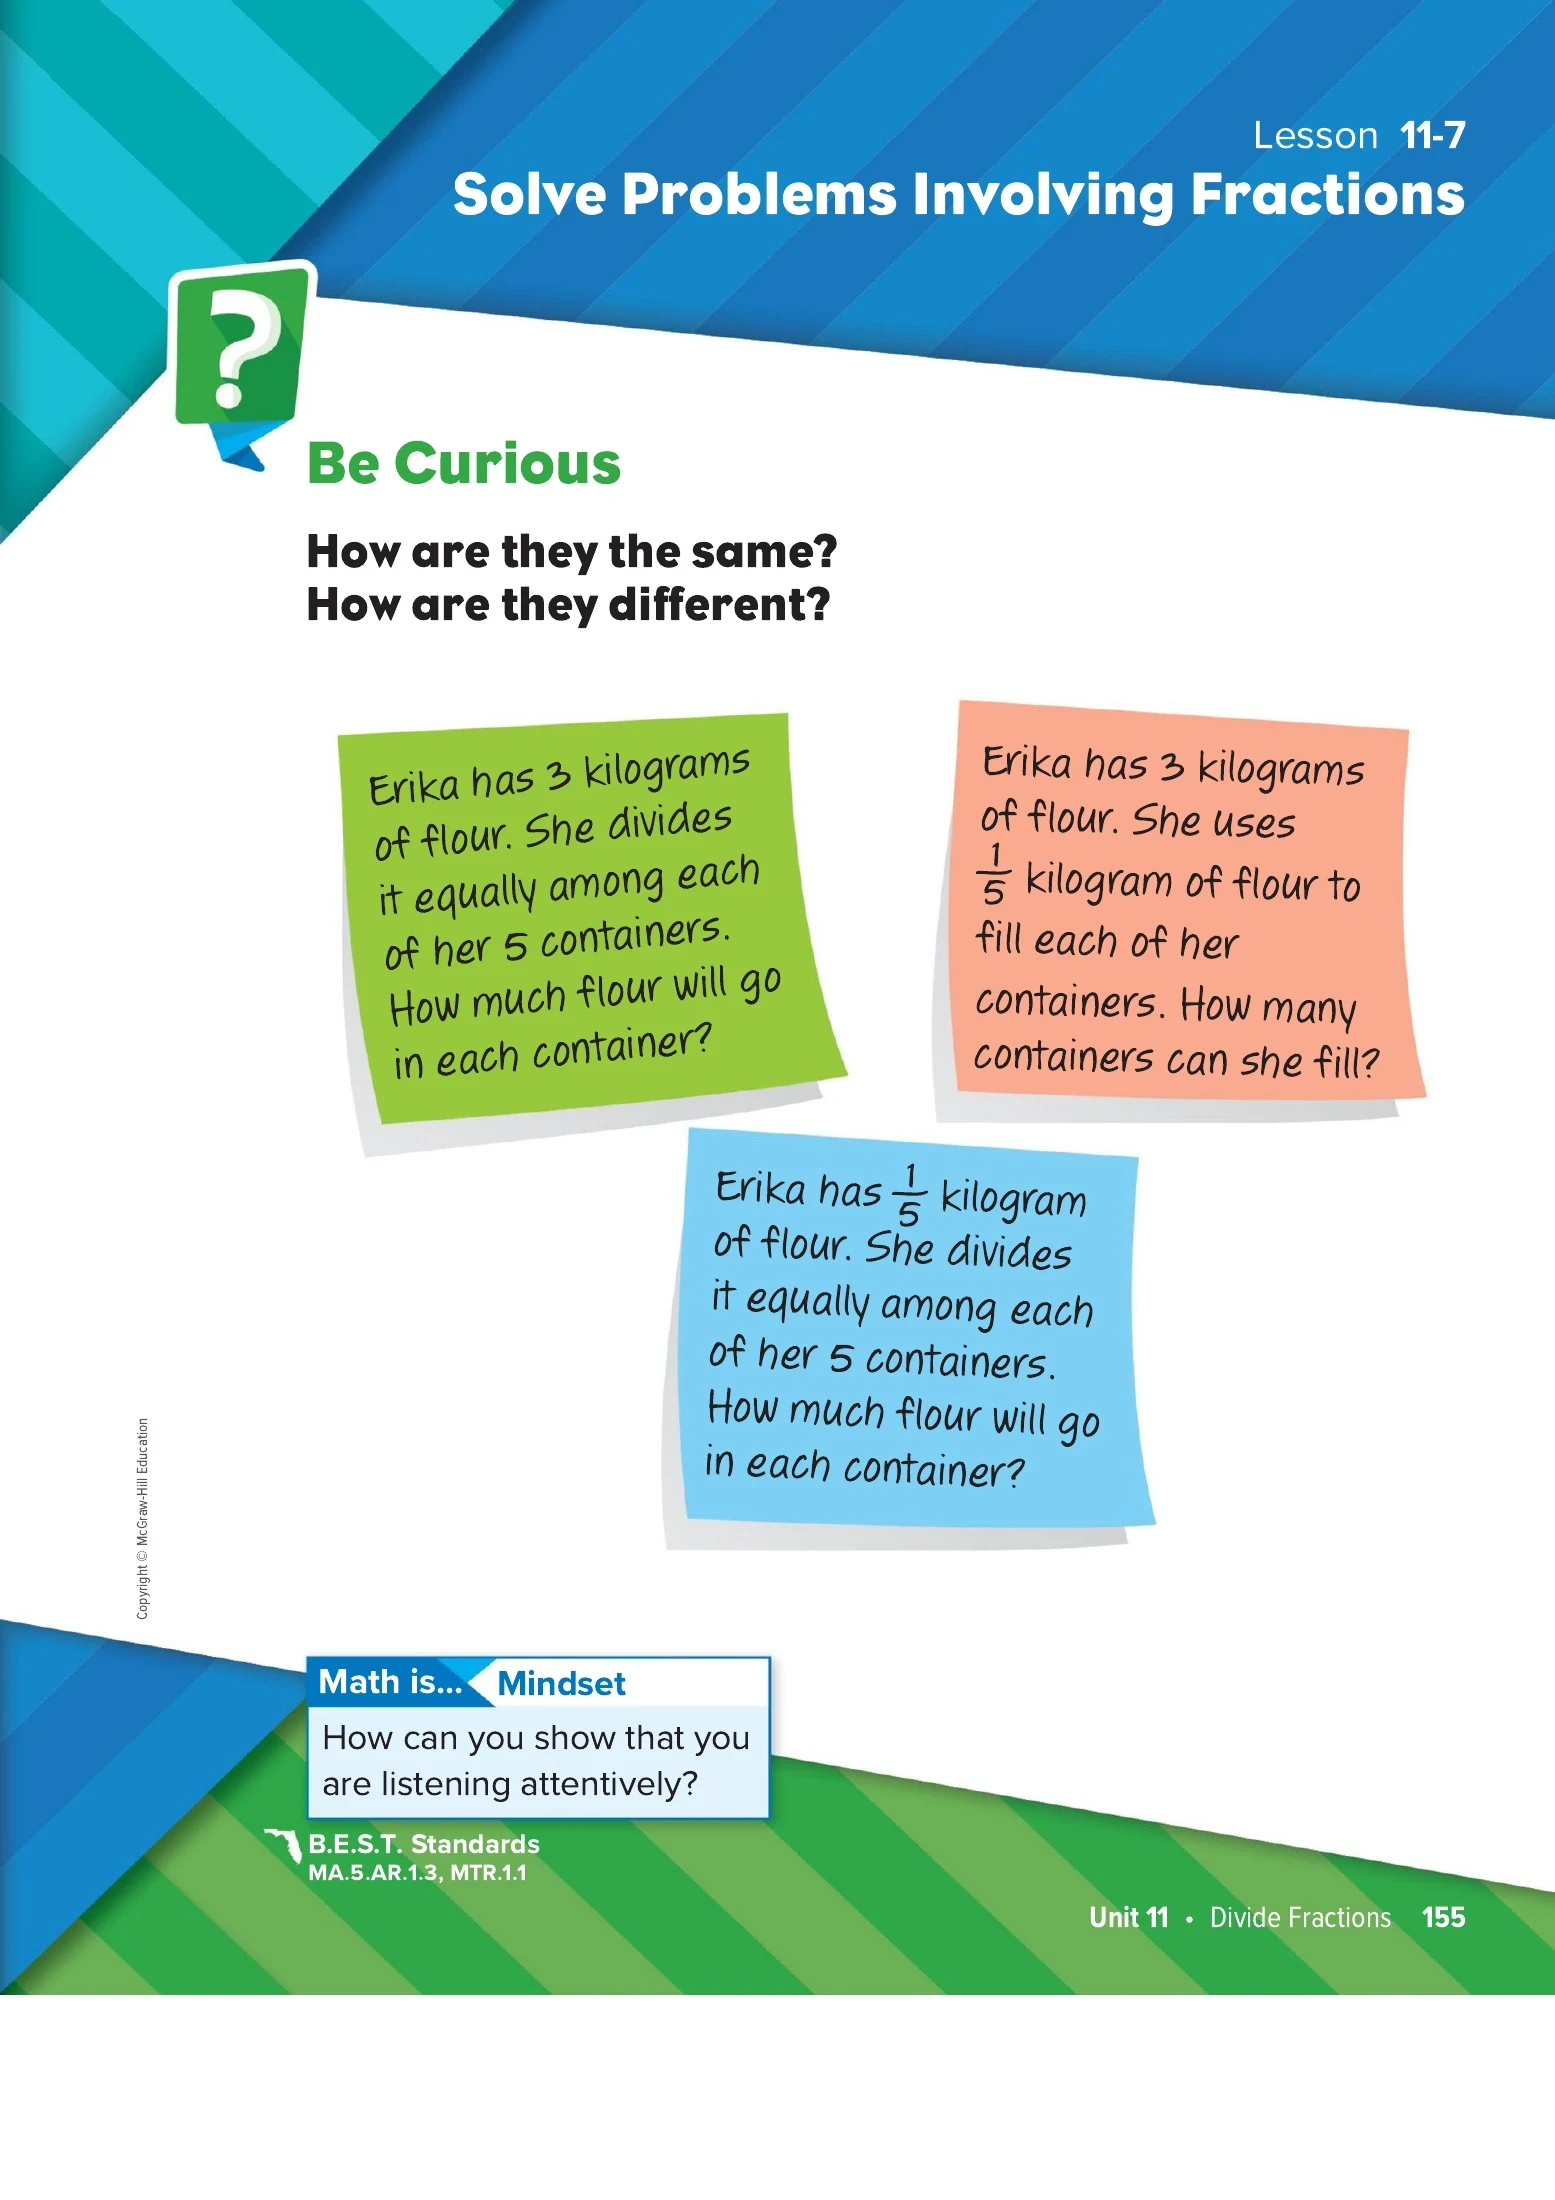 Lesson 11-7
Solve Problems Involving Fractions
?
Be Curious
How are they the same?
How are they different?
Erika has 3 kilograms
of flour. She divides
it equally among each
of her 5 containers.
How much flour will go
in each container?
Erika has 3 kilograms
of flour. She uses
1/5 kilogram of flour to
fill each of her
containers. How many
containers can she fill?
Erika has 1/5 kilogram
of flour. She divides
it equally among each
of her 5 containers.
How much flour will go
in each container?
Copyright © McGraw-Hill Education
Math is... Mindset
How can you show that you
are listening attentively?
B.E.S.T. Standards
MA.5.AR.1.3, MTR.1.1
Unit 11 • Divide Fractions 155